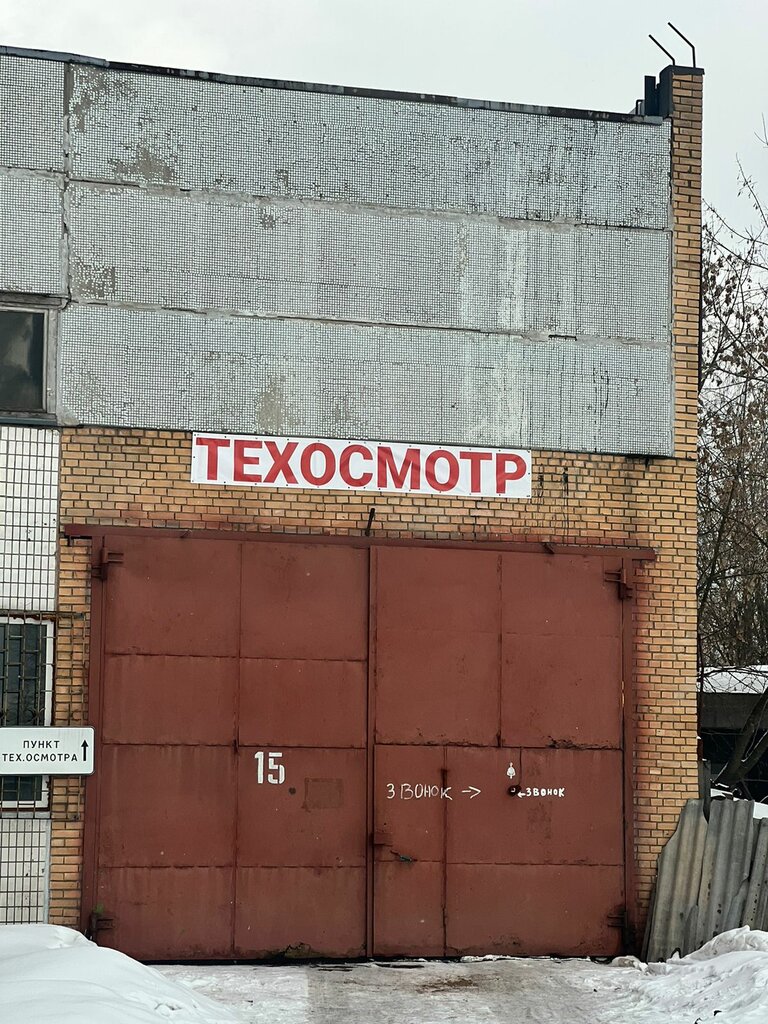 ТЕХОСМОТР
ПУНКТ
ТЕХ.ОСМОТРА
15
ЗВОНОК →
←ЗВОНОК